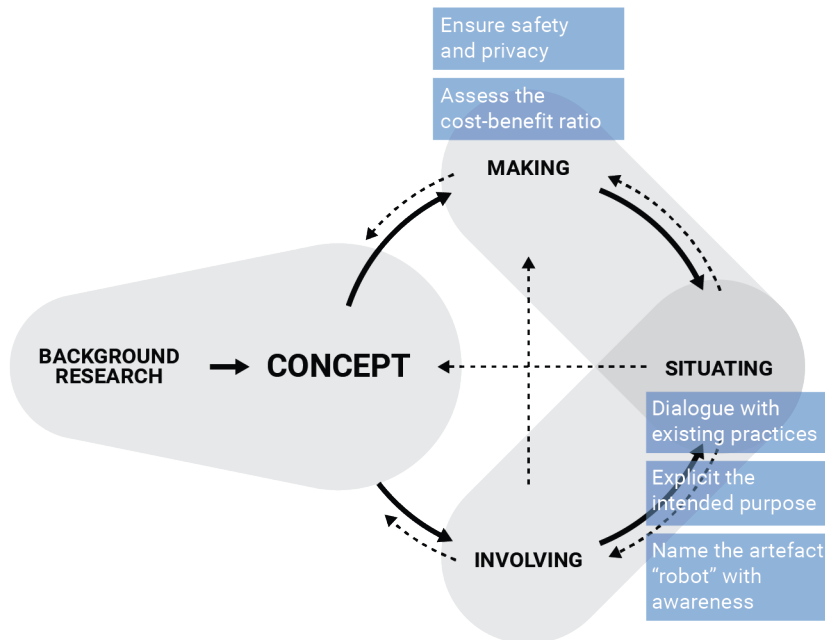 Ensure safety
and privacy
Assess the
cost-benefit ratio
MAKING
BACKGROUND
RESEARCH
CONCEPT
SITUATING
Dialogue with
existing practices
Explicit the
intended purpose
Name the artefact
“robot” with
awareness
INVOLVING